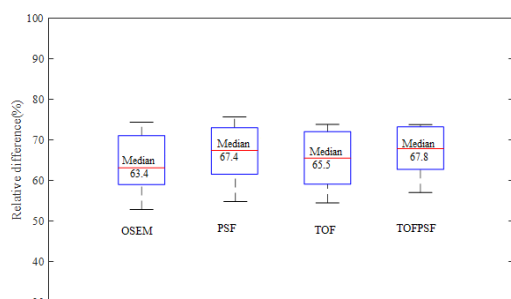 100
90
80
70
60
50
40
Relative difference(%)
Median
63.4
Median
67.4
Median
65.5
Median
67.8
OSEM
PSF
TOF
TOFPSF